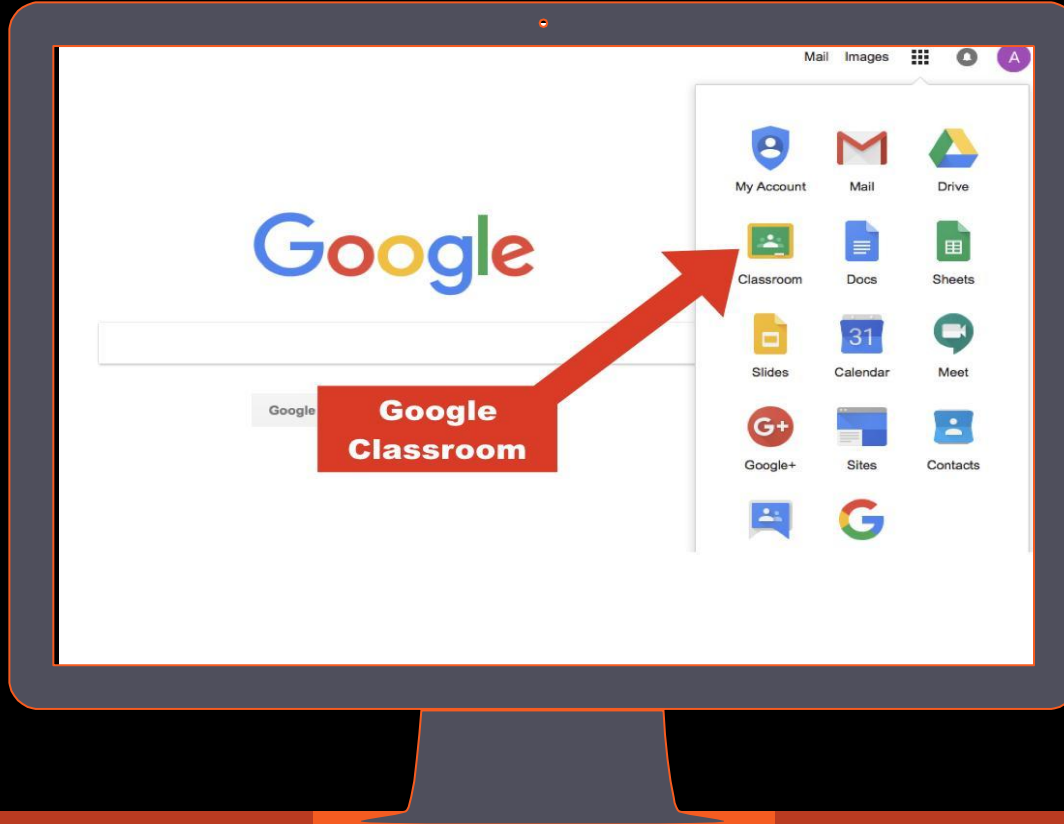 Mail Images A
My Account Mail Drive
Google
Classroom Docs Sheets
31
Slides Calendar Meet
Google
Google
Classroom
G+
Google+ Sites Contacts
G